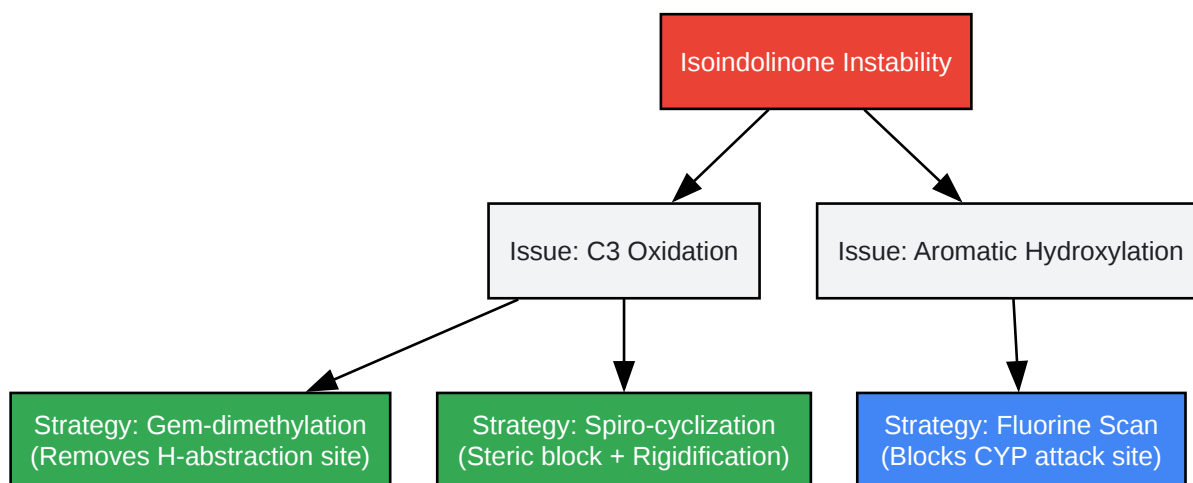 Isoindolinone Instability
Issue: C3 Oxidation
Issue: Aromatic Hydroxylation
Strategy: Gem-dimethylation
(Removes H-abstraction site)
Strategy: Spiro-cyclization
(Steric block + Rigidification)
Strategy: Fluorine Scan
(Blocks CYP attack site)